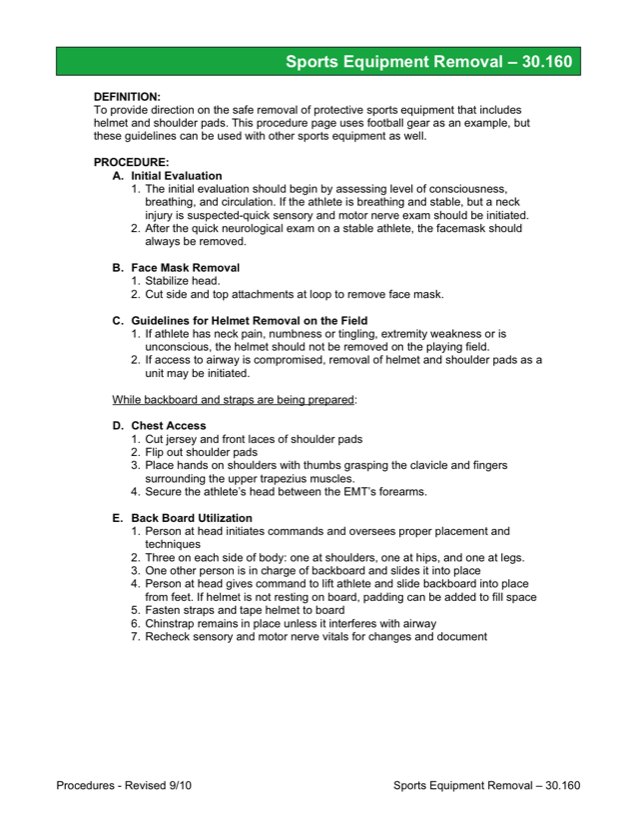 Sports Equipment Removal – 30.160
DEFINITION:
To provide direction on the safe removal of protective sports equipment that includes
helmet and shoulder pads. This procedure page uses football gear as an example, but
these guidelines can be used with other sports equipment as well.
PROCEDURE:
A. Initial Evaluation
1. The initial evaluation should begin by assessing level of consciousness,
breathing, and circulation. If the athlete is breathing and stable, but a neck
injury is suspected-quick sensory and motor nerve exam should be initiated.
2. After the quick neurological exam on a stable athlete, the facemask should
always be removed.
B. Face Mask Removal
1. Stabilize head.
2. Cut side and top attachments at loop to remove face mask.
C. Guidelines for Helmet Removal on the Field
1. If athlete has neck pain, numbness or tingling, extremity weakness or is
unconscious, the helmet should not be removed on the playing field.
2. If access to airway is compromised, removal of helmet and shoulder pads as a
unit may be initiated.
While backboard and straps are being prepared:
D. Chest Access
1. Cut jersey and front laces of shoulder pads
2. Flip out shoulder pads
3. Place hands on shoulders with thumbs grasping the clavicle and fingers
surrounding the upper trapezius muscles.
4. Secure the athlete's head between the EMT's forearms.
E. Back Board Utilization
1. Person at head initiates commands and oversees proper placement and
techniques
2. Three on each side of body: one at shoulders, one at hips, and one at legs.
3. One other person is in charge of backboard and slides it into place
4. Person at head gives command to lift athlete and slide backboard into place
from feet. If helmet is not resting on board, padding can be added to fill space
5. Fasten straps and tape helmet to board
6. Chinstrap remains in place unless it interferes with airway
7. Recheck sensory and motor nerve vitals for changes and document
Procedures - Revised 9/10
Sports Equipment Removal – 30.160